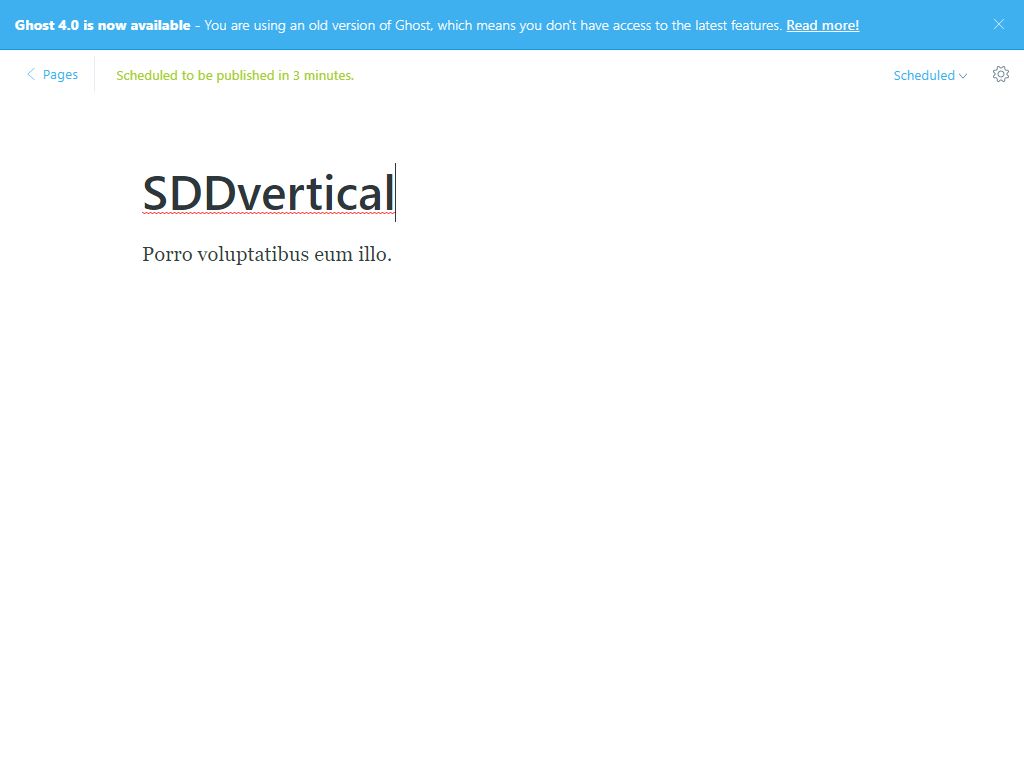 Ghost 4.0 is now available - You are using an old version of Ghost, which means you don't have access to the latest features. Read more!
Pages
Scheduled to be published in 3 minutes.
Scheduled
SDDvertical
Porro voluptatibus eum illo.